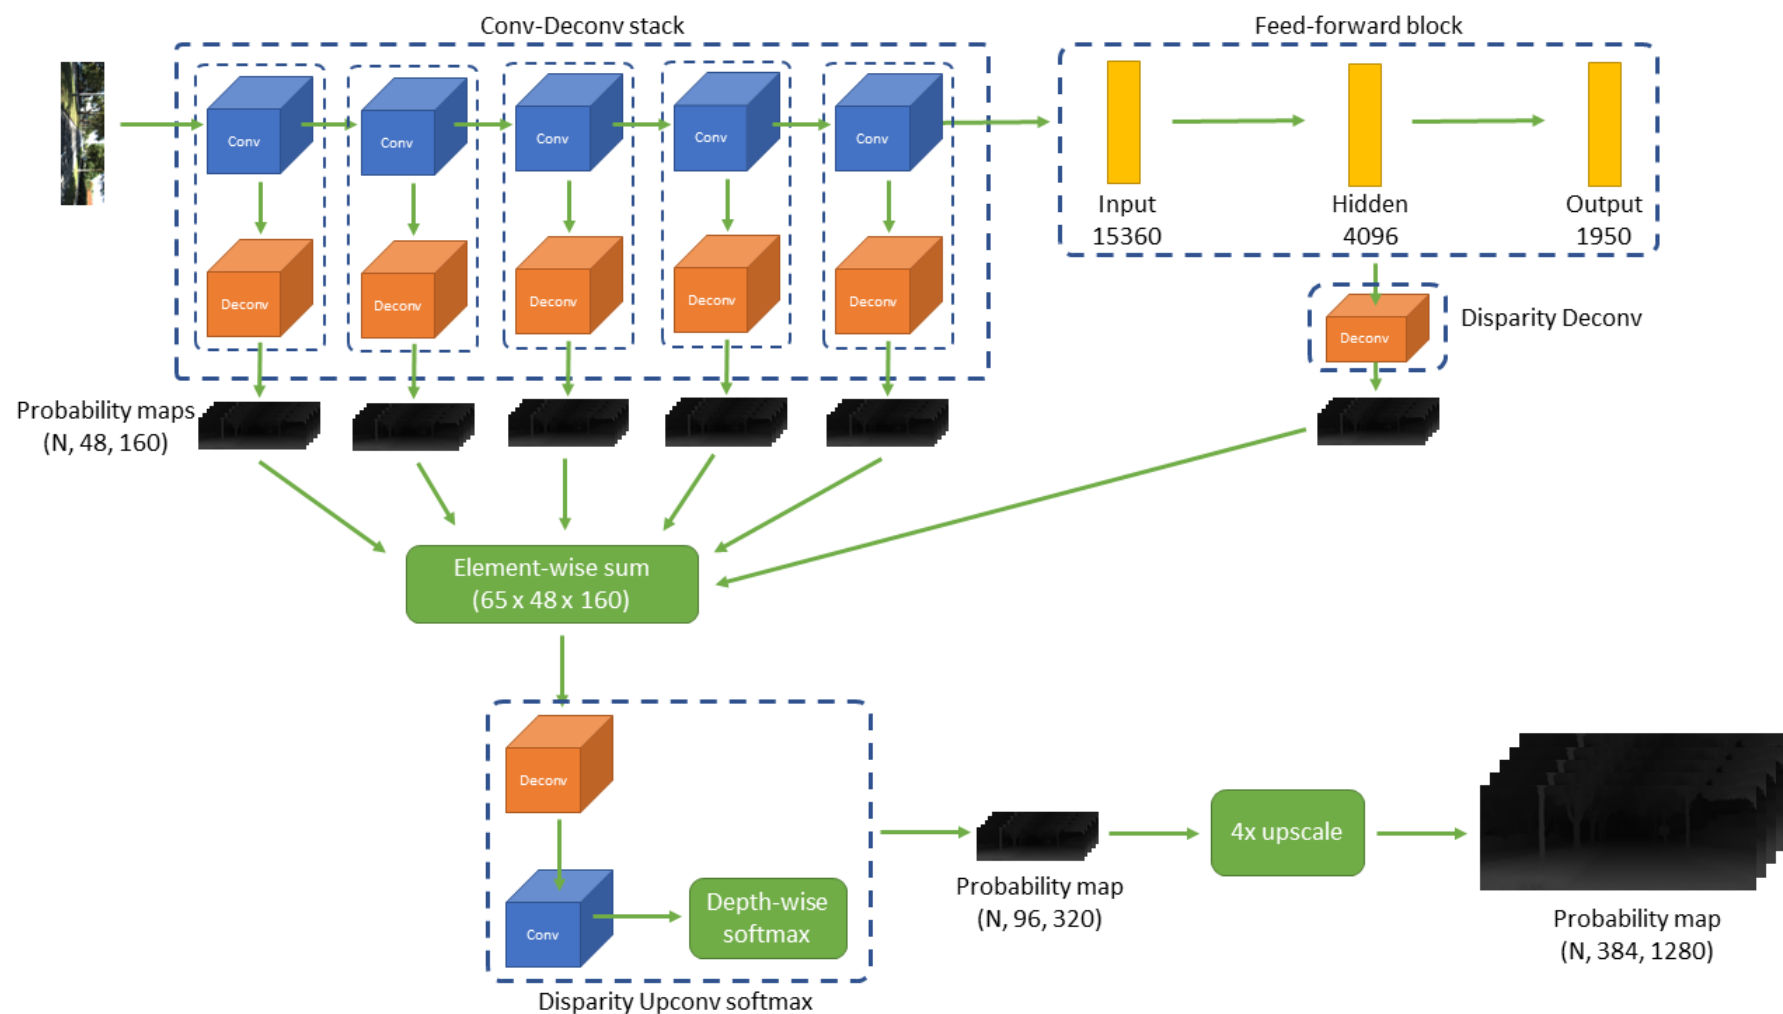 Conv-Deconv stack
Feed-forward block
Conv
Conv
Conv
Conv
Conv
Input
15360
Hidden
4096
Output
1950
Deconv
Deconv
Deconv
Deconv
Deconv
Deconv
Disparity Deconv
Probability maps
(N, 48, 160)
Element-wise sum
(65 x 48 x 160)
Deconv
Conv
Depth-wise
softmax
Disparity Upconv softmax
Probability map
(N, 96, 320)
4x upscale
Probability map
(N, 384, 1280)